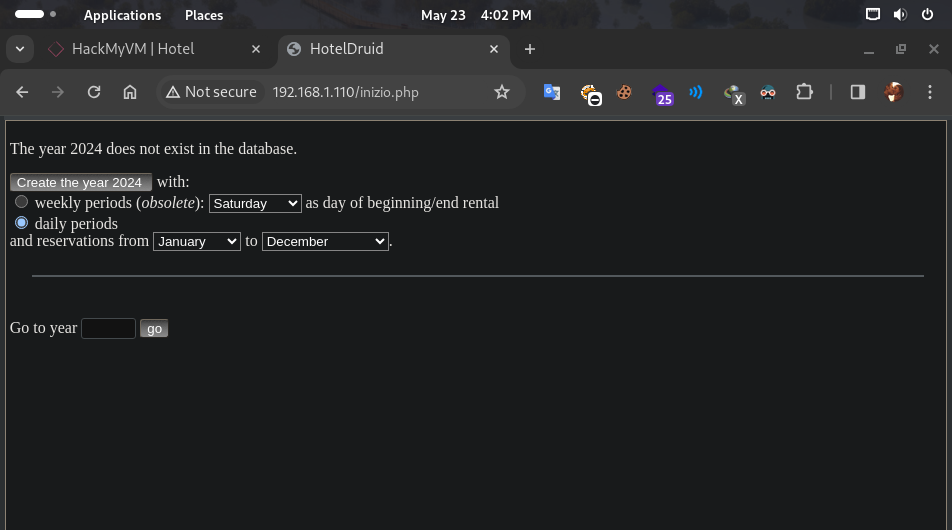 Applications Places May 23 4:02 PM
HackMyVM | Hotel HotelDruid
Not secure 192.168.1.110/inizio.php 25 X
The year 2024 does not exist in the database.
Create the year 2024 with:
weekly periods (obsolete): Saturday as day of beginning/end rental
daily periods
and reservations from January to December.
Go to year go